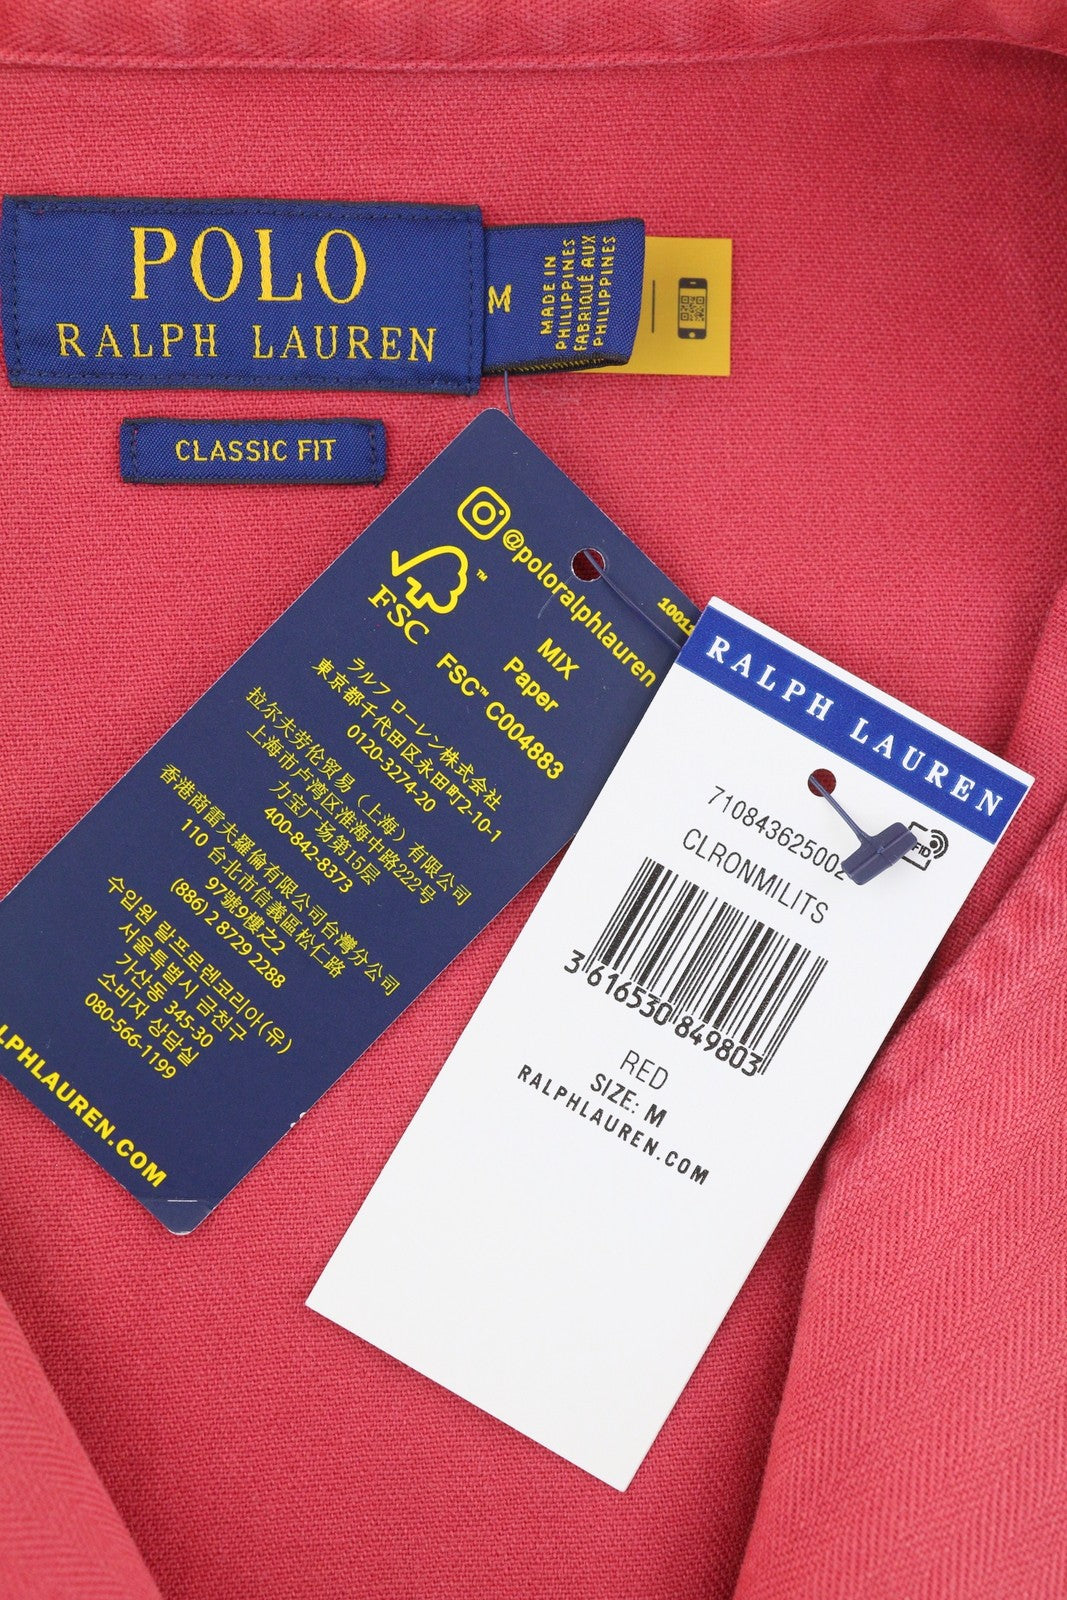 POLO
RALPH LAUREN
M
MADE IN
PHILIPPINES
FABRIQUÉ AUX
PHILIPPINES
CLASSIC FIT
@poloralphlauren
FSC™
MIX
Paper
FSC™ C004883
ラルフ ローレン株式会社
東京都千代田区永田町2-10-1
0120-3274-20
拉尔夫劳伦贸易（上海）有限公司
上海市卢湾区淮海中路222号
力宝广场第15层
400-842-8373
香港商雷夫羅倫有限公司台灣分公司
110 台北市信義區松仁路
97號9樓之2
(886) 2 8729 2288
수입원 랄프로렌코리아(유)
서울특별시 금천구
가산동 345-30
소비자 상담실
080-566-1199
LPHLAUREN.COM
RALPH LAUREN
710843625002
CLRONMILITS
3 616530 849803
RED
SIZE: M
RALPHLAUREN.COM